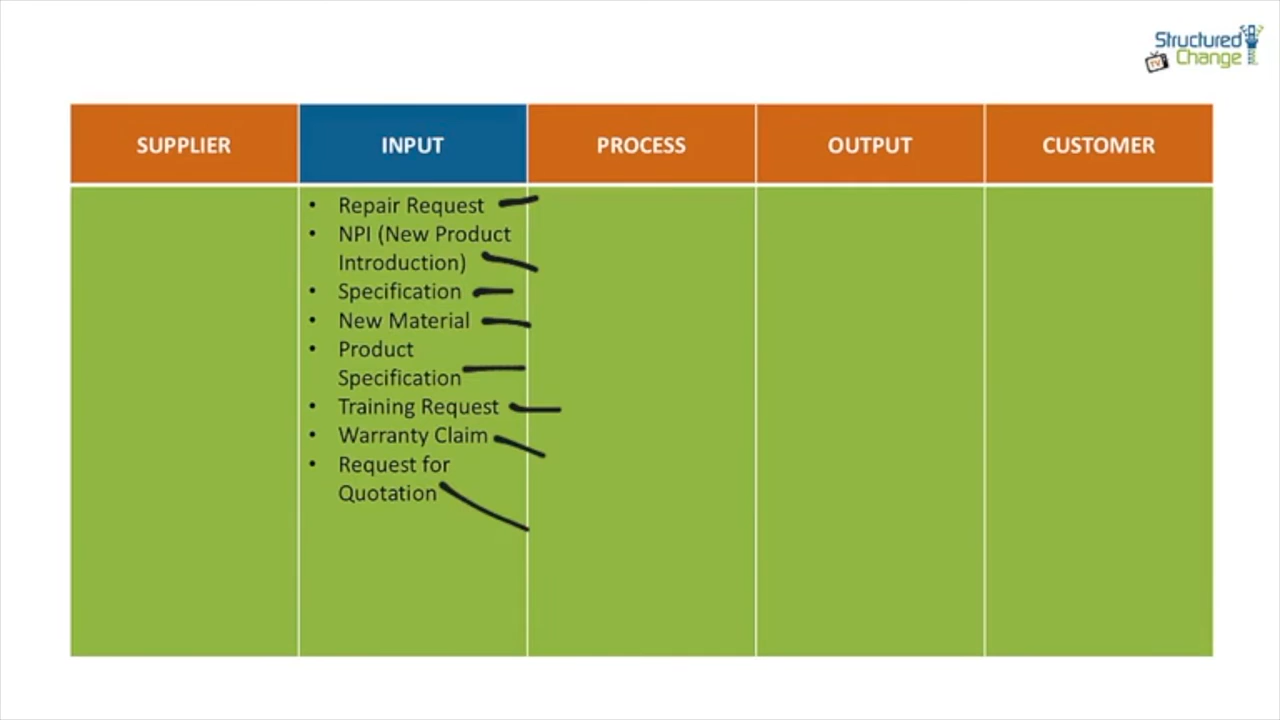 Structured
TV Change
SUPPLIER
INPUT
PROCESS
OUTPUT
CUSTOMER
• Repair Request
• NPI (New Product
Introduction)
• Specification
• New Material
• Product
Specification
• Training Request
• Warranty Claim
• Request for
Quotation